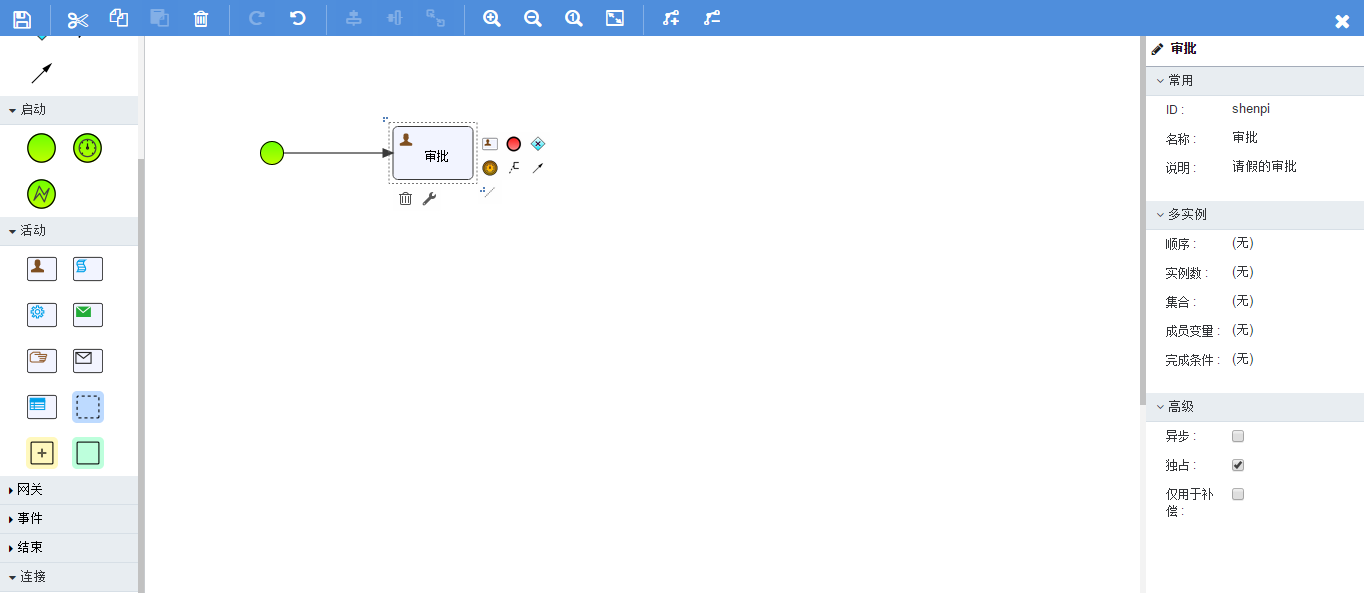 启动
活动
网关
事件
结束
连接
审批
审批
常用
ID : shenpi
名称 : 审批
说明 : 请假的审批
多实例
顺序 : (无)
实例数 : (无)
集合 : (无)
成员变量 : (无)
完成条件 : (无)
高级
异步 :
独占 :
仅用于补
偿 :